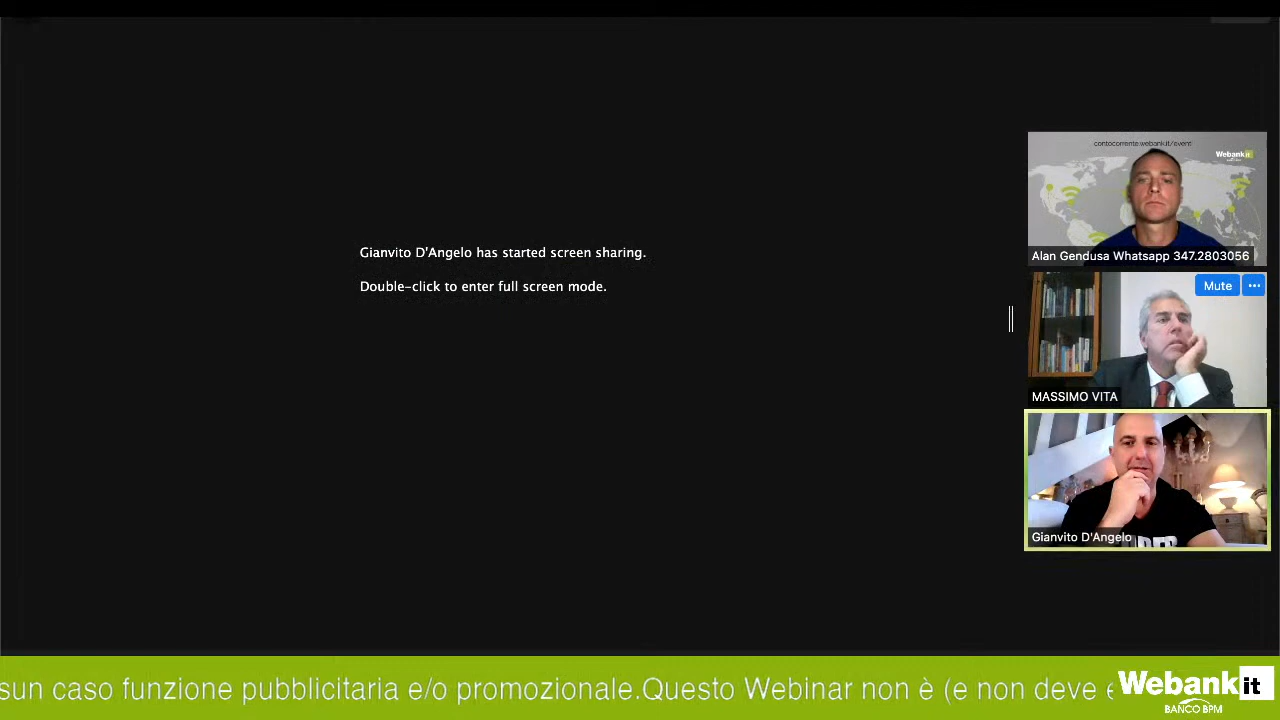 Gianvito D'Angelo has started screen sharing.
Double-click to enter full screen mode.
contocorrente.webank.it/eventi
Webank it
Alan Gendusa Whatsapp 347.2803056
Mute
MASSIMO VITA
Gianvito D'Angelo
sun caso funzione pubblicitaria e/o promozionale.Questo Webinar non è (e non deve e
Webank it
BANCO BPM